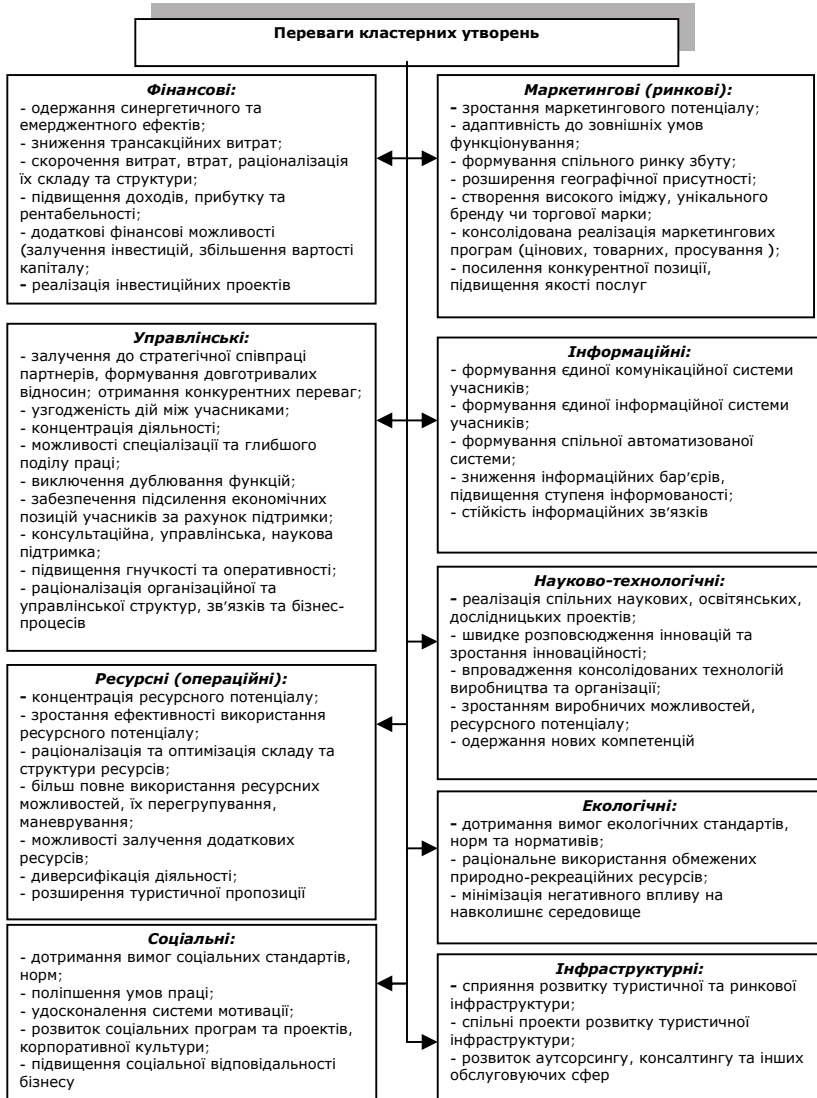 Переваги кластерних утворень
Фінансові:
- одержання синергетичного та
емерджентного ефектів;
- зниження трансакційних витрат;
- скорочення витрат, втрат, раціоналізація
їх складу та структури;
- підвищення доходів, прибутку та
рентабельності;
- додаткові фінансові можливості
(залучення інвестицій, збільшення вартості
капіталу;
- реалізація інвестиційних проектів
Управлінські:
- залучення до стратегічної співпраці
партнерів, формування довготривалих
відносин; отримання конкурентних переваг;
- узгодженість дій між учасниками;
- концентрація діяльності;
- можливості спеціалізації та глибшого
поділу праці;
- виключення дублювання функцій;
- забезпечення підсилення економічних
позицій учасників за рахунок підтримки;
- консультаційна, управлінська, наукова
підтримка;
- підвищення гнучкості та оперативності;
- раціоналізація організаційної та
управлінської структур, зв’язків та бізнес-
процесів
Ресурсні (операційні):
- концентрація ресурсного потенціалу;
- зростання ефективності використання
ресурсного потенціалу;
- раціоналізація та оптимізація складу та
структури ресурсів;
- більш повне використання ресурсних
можливостей, їх перегрупування,
маневрування;
- можливості залучення додаткових
ресурсів;
- диверсифікація діяльності;
- розширення туристичної пропозиції
Соціальні:
- дотримання вимог соціальних стандартів,
норм;
- поліпшення умов праці;
- удосконалення системи мотивації;
- розвиток соціальних програм та проектів,
корпоративної культури;
- підвищення соціальної відповідальності
бізнесу
Маркетингові (ринкові):
- зростання маркетингового потенціалу;
- адаптивність до зовнішніх умов
функціонування;
- формування спільного ринку збуту;
- розширення географічної присутності;
- створення високого іміджу, унікального
бренду чи торгової марки;
- консолідована реалізація маркетингових
програм (цінових, товарних, просування );
- посилення конкурентної позиції,
підвищення якості послуг
Інформаційні:
- формування єдиної комунікаційної системи
учасників;
- формування єдиної інформаційної системи
учасників;
- формування спільної автоматизованої
системи;
- зниження інформаційних бар’єрів,
підвищення ступеня інформованості;
- стійкість інформаційних зв’язків
Науково-технологічні:
- реалізація спільних наукових, освітянських,
дослідницьких проектів;
- швидке розповсюдження інновацій та
зростання інноваційності;
- впровадження консолідованих технологій
виробництва та організації;
- зростанням виробничих можливостей,
ресурсного потенціалу;
- одержання нових компетенцій
Екологічні:
- дотримання вимог екологічних стандартів,
норм та нормативів;
- раціональне використання обмежених
природно-рекреаційних ресурсів;
- мінімізація негативного впливу на
навколишнє середовище
Інфраструктурні:
- сприяння розвитку туристичної та ринкової
інфраструктури;
- спільні проекти розвитку туристичної
інфраструктури;
- розвиток аутсорсингу, консалтингу та інших
обслуговуючих сфер